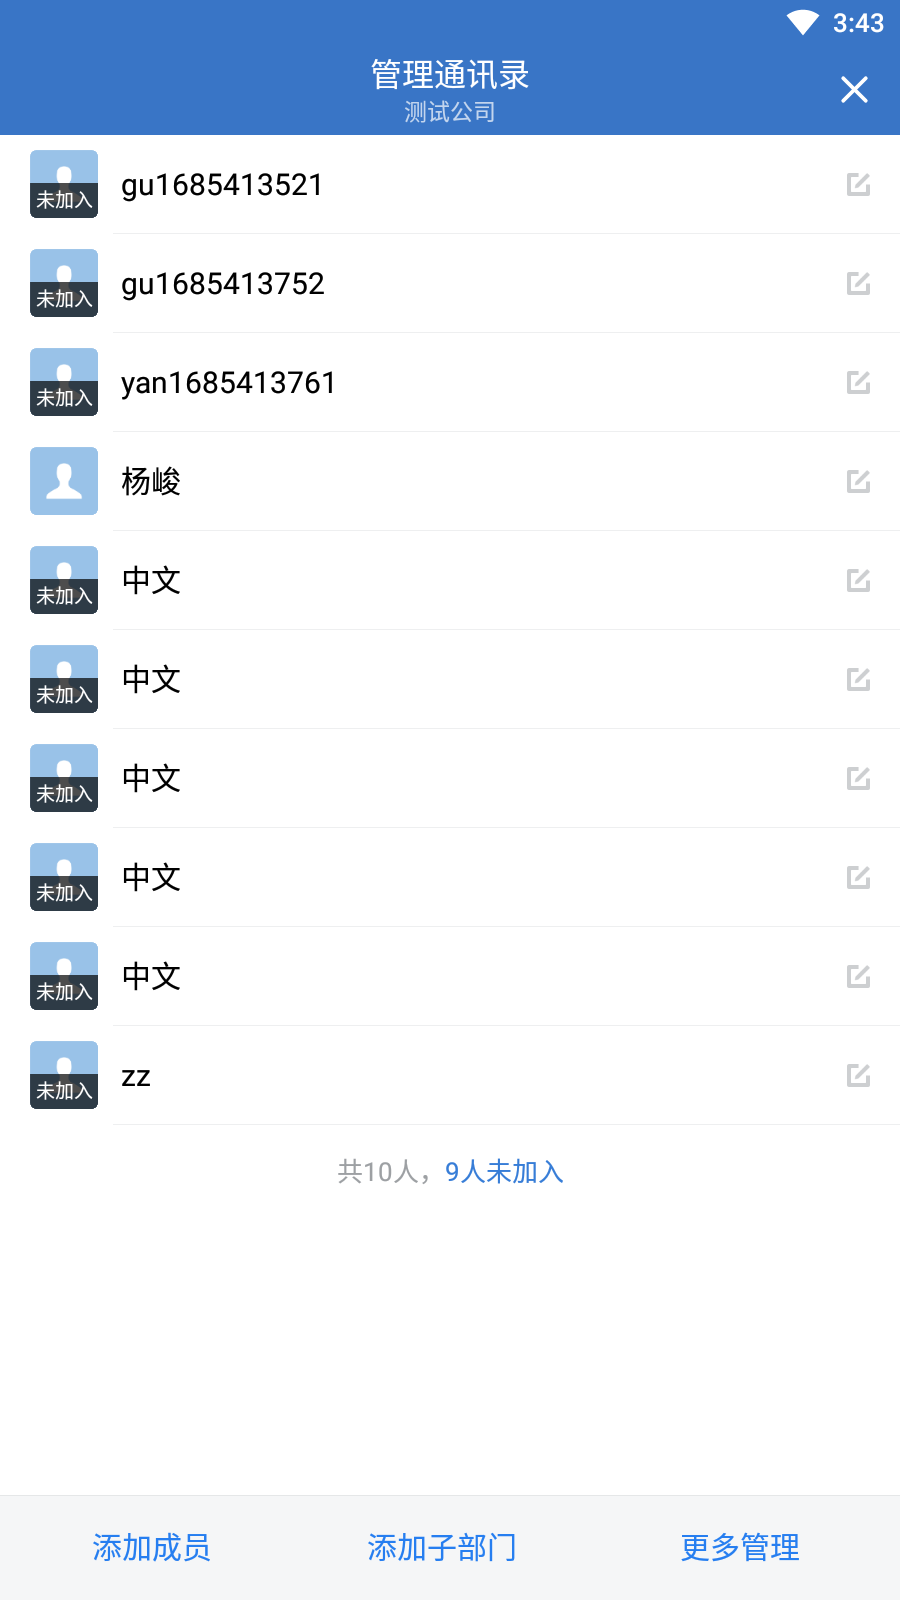 3:43
管理通讯录
测试公司
未加入 gu1685413521
未加入 gu1685413752
未加入 yan1685413761
杨峻
未加入 中文
未加入 中文
未加入 中文
未加入 中文
未加入 中文
未加入 zz
共10人，9人未加入
添加成员 添加子部门 更多管理